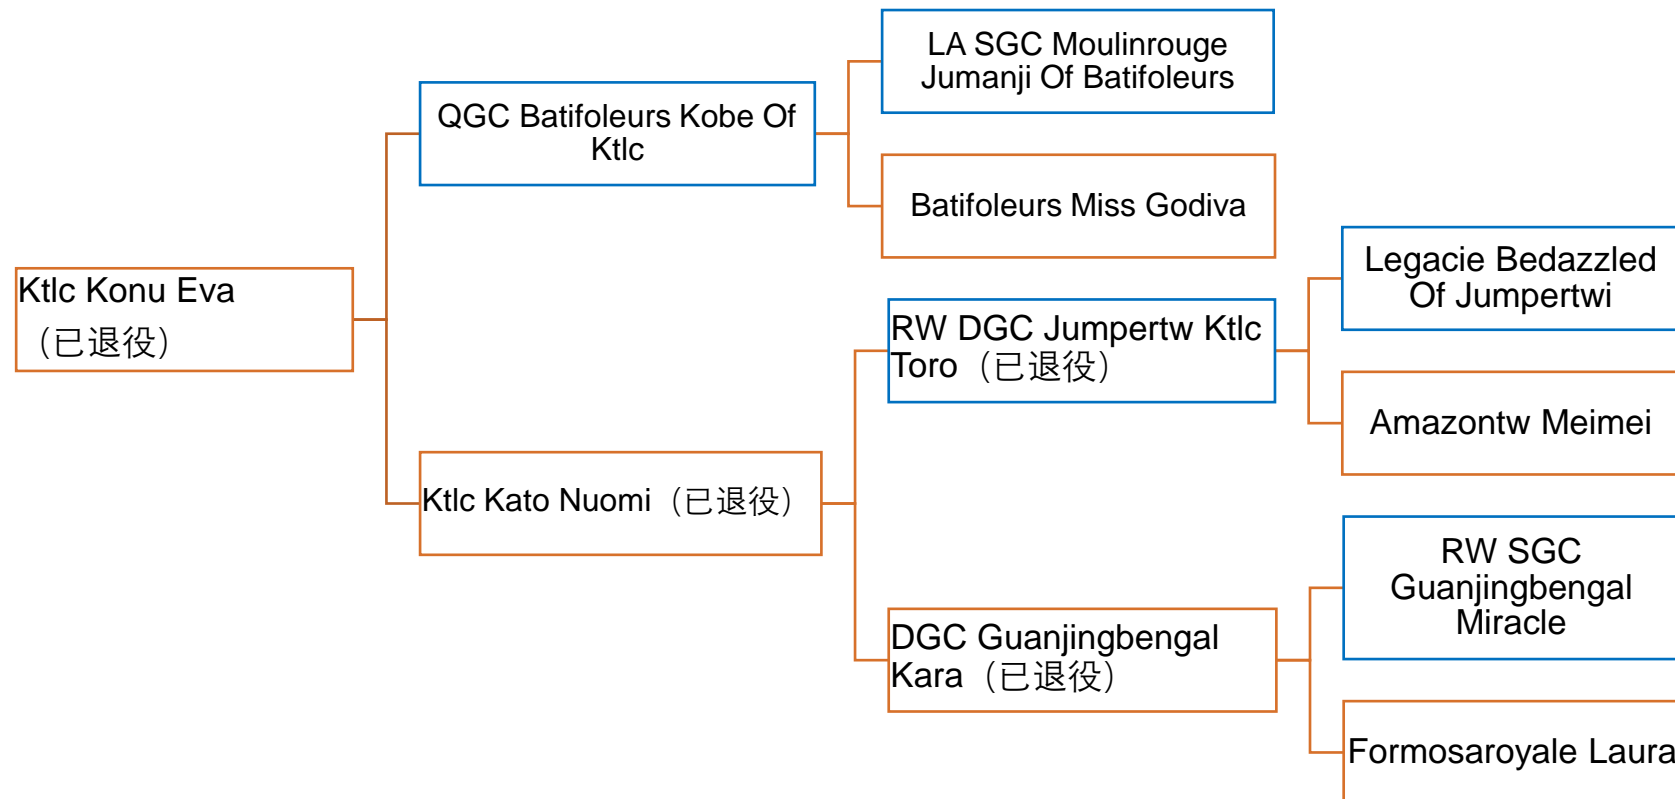 LA SGC Moulinrouge
Jumanji Of Batifoleurs
QGC Batifoleurs Kobe Of
Ktlc
Batifoleurs Miss Godiva
Legacie Bedazzled
Of Jumpertwi
Ktlc Konu Eva
（已退役）
RW DGC Jumpertw Ktlc
Toro（已退役）
Amazontw Meimei
Ktlc Kato Nuomi（已退役）
RW SGC
Guanjingbengal
Miracle
DGC Guanjingbengal
Kara（已退役）
Formosaroyale Laura